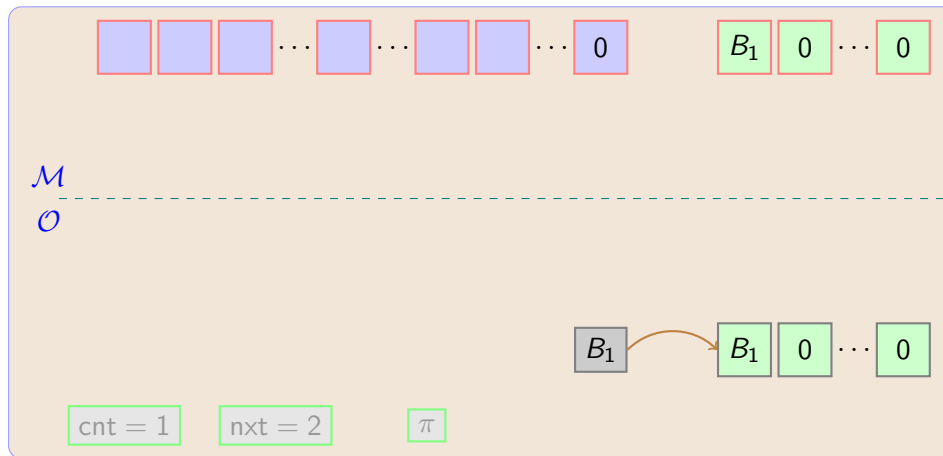 ⋯ ⋯ ⋯ 0 B₁ 0 ⋯ 0
ℳ
𝒪
B₁ B₁ 0 ⋯ 0
cnt = 1 nxt = 2 π